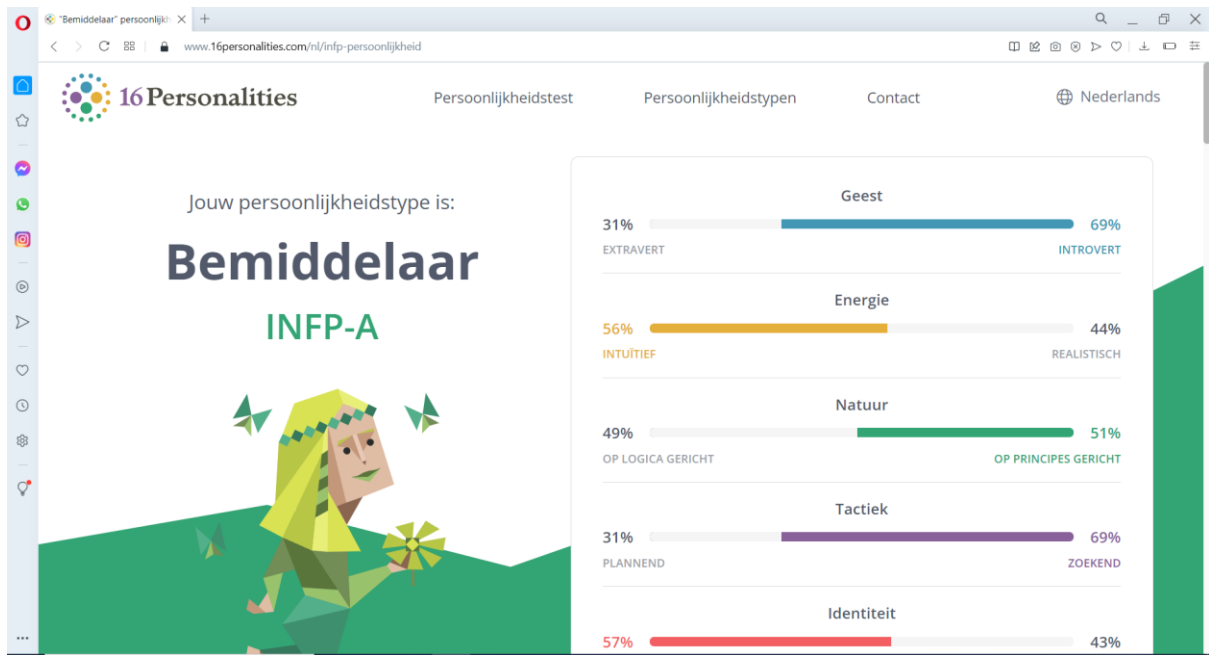 "Bemiddelaar" persoonlijkh
www.16personalities.com/nl/infp-persoonlijkheid
16Personalities
Persoonlijkheidstest
Persoonlijkheidstypen
Contact
Nederlands
Jouw persoonlijkheidstype is:
Bemiddelaar
INFP-A
Geest
31% 69%
EXTRAVERT INTROVERT
Energie
56% 44%
INTUÏTIEF REALISTISCH
Natuur
49% 51%
OP LOGICA GERICHT OP PRINCIPES GERICHT
Tactiek
31% 69%
PLANNEND ZOEKEND
Identiteit
57% 43%